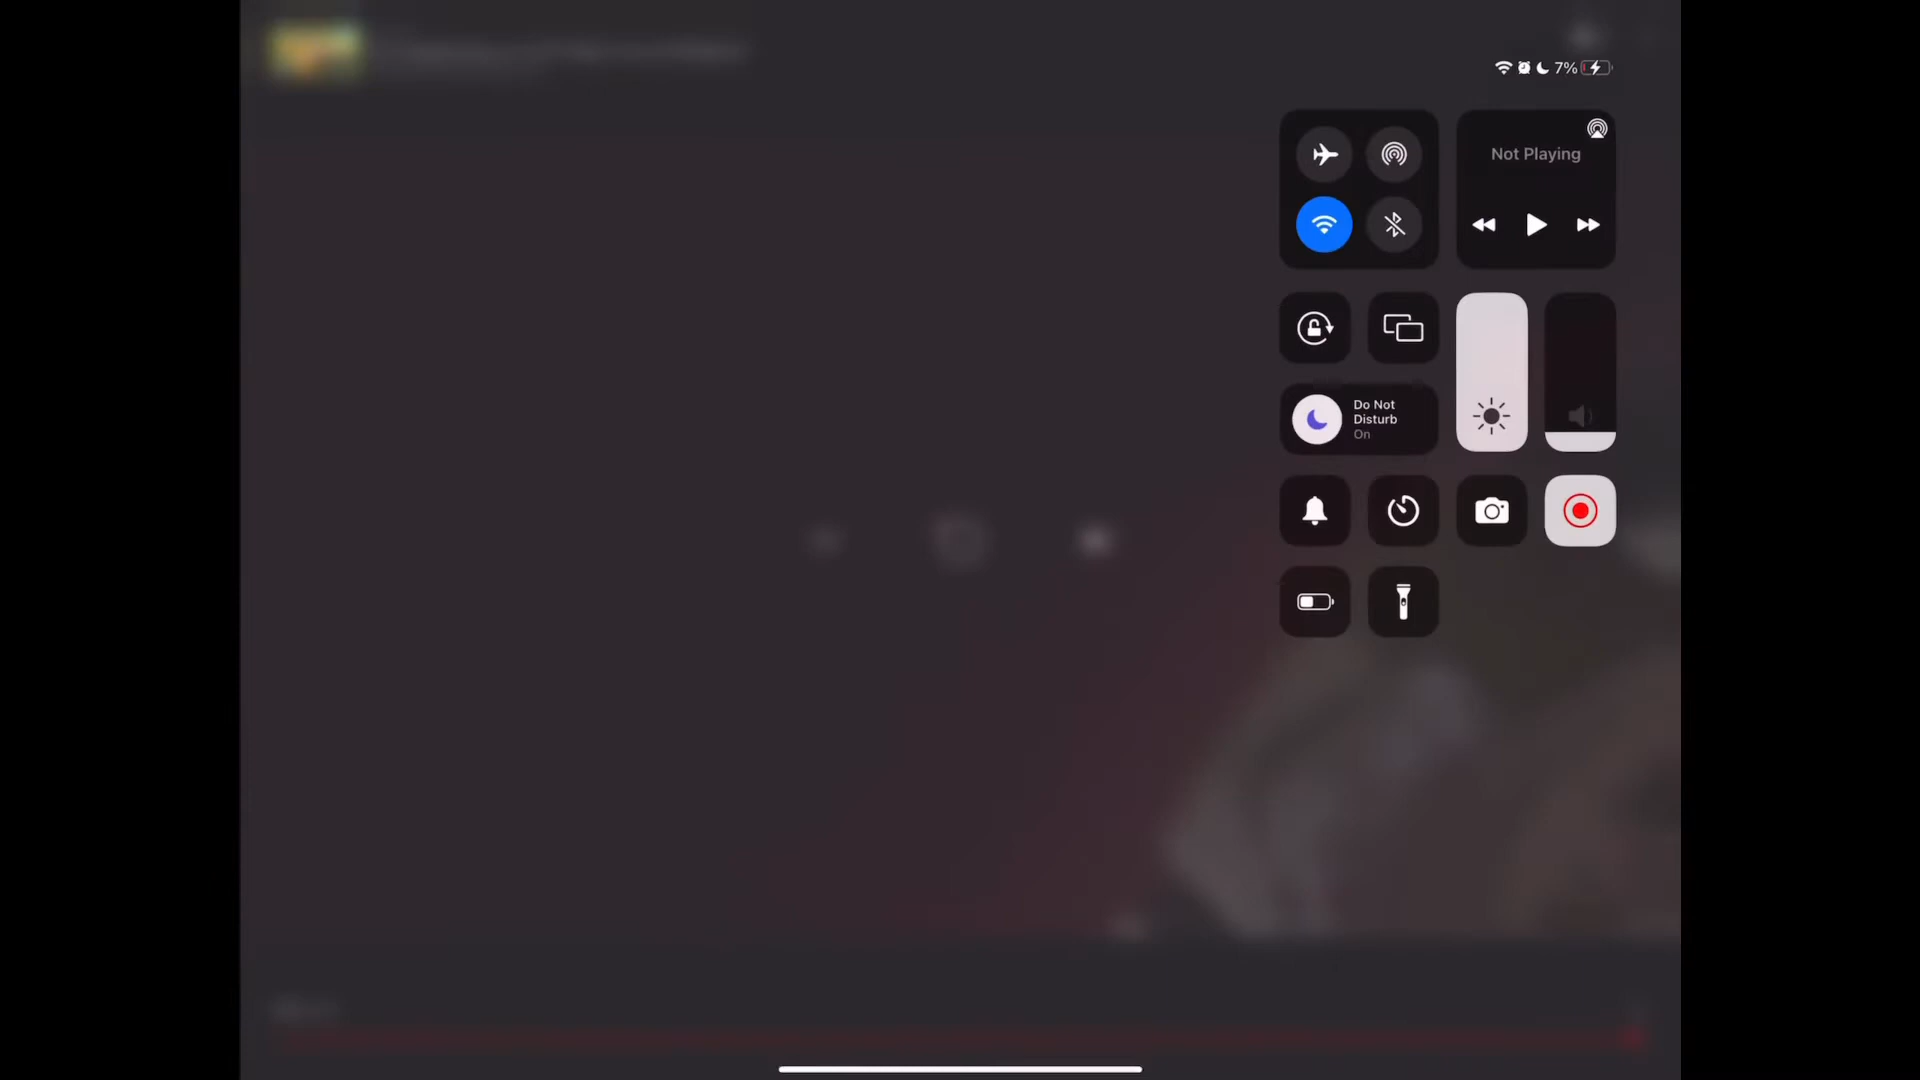 7%
Not Playing
Do Not
Disturb
On